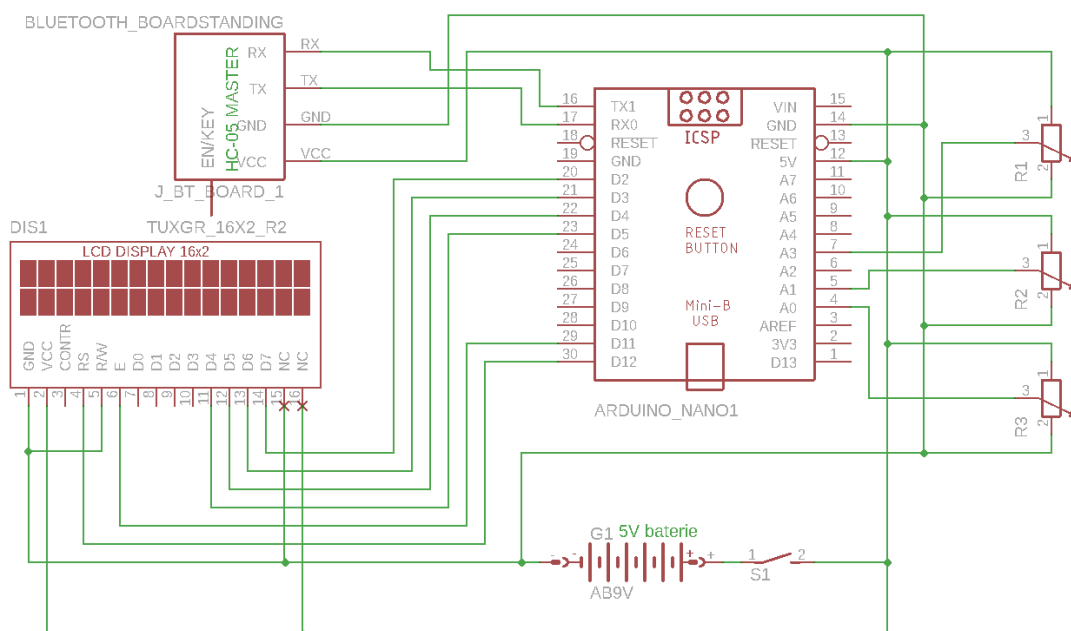 BLUETOOTH_BOARDSTANDING
RX
TX
GND
VCC
EN/KEY
HC-05 MASTER
RX
TX
GND
VCC
J_BT_BOARD_1
DIS1
TUXGR_16X2_R2
LCD DISPLAY 16x2
GND
VCC
CONTR
RS
R/W
E
D0
D1
D2
D3
D4
D5
D6
D7
NC
NC
1
2
3
4
5
6
7
8
9
10
11
12
13
14
15
16
16 TX1
17 RX0
18 RESET
19 GND
20 D2
21 D3
22 D4
23 D5
24 D6
25 D7
26 D8
27 D9
28 D10
29 D11
30 D12
ICSP
RESET
BUTTON
Mini-B
USB
VIN 15
GND 14
RESET 13
5V 12
A7 11
A6 10
A5 9
A4 8
A3 7
A2 6
A1 5
A0 4
AREF 3
3V3 2
D13 1
ARDUINO_NANO1
1
3
2
R1
1
3
2
R2
1
3
2
R3
G1 5V baterie
- - + +
AB9V
1 2
S1